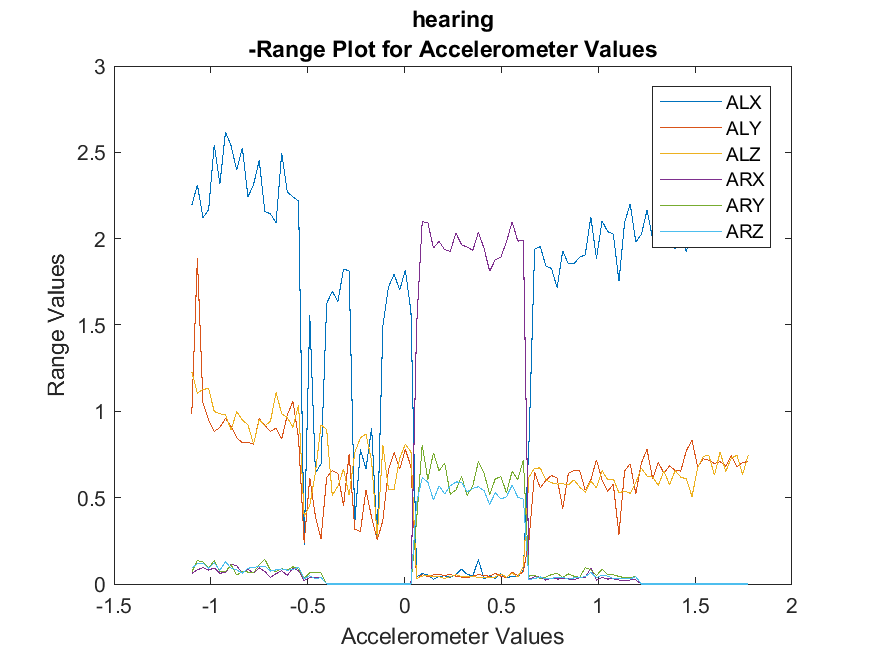 hearing
-Range Plot for Accelerometer Values
3
2.5
2
1.5
1
0.5
0
Range Values
ALX
ALY
ALZ
ARX
ARY
ARZ
-1.5 -1 -0.5 0 0.5 1 1.5 2
Accelerometer Values